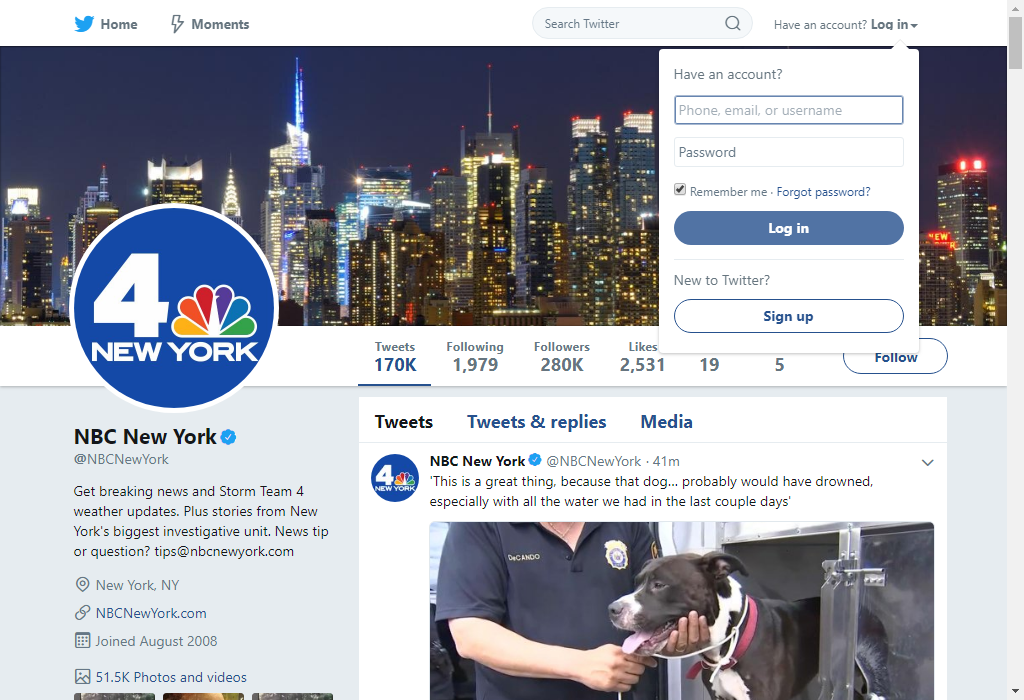 Home
Moments
Search Twitter
Have an account? Log in
Have an account?
Phone, email, or username
Password
Remember me · Forgot password?
Log in
New to Twitter?
Sign up
NEW
4
NEW YORK
Tweets
170K
Following
1,979
Followers
280K
Likes
2,531
19
5
Follow
NBC New York
@NBCNewYork
Get breaking news and Storm Team 4
weather updates. Plus stories from New
York's biggest investigative unit. News tip
or question? tips@nbcnewyork.com
New York, NY
NBCNewYork.com
Joined August 2008
51.5K Photos and videos
Tweets
Tweets & replies
Media
4
NEW YORK
NBC New York @NBCNewYork · 41m
'This is a great thing, because that dog... probably would have drowned,
especially with all the water we had in the last couple days'
DeCANDO